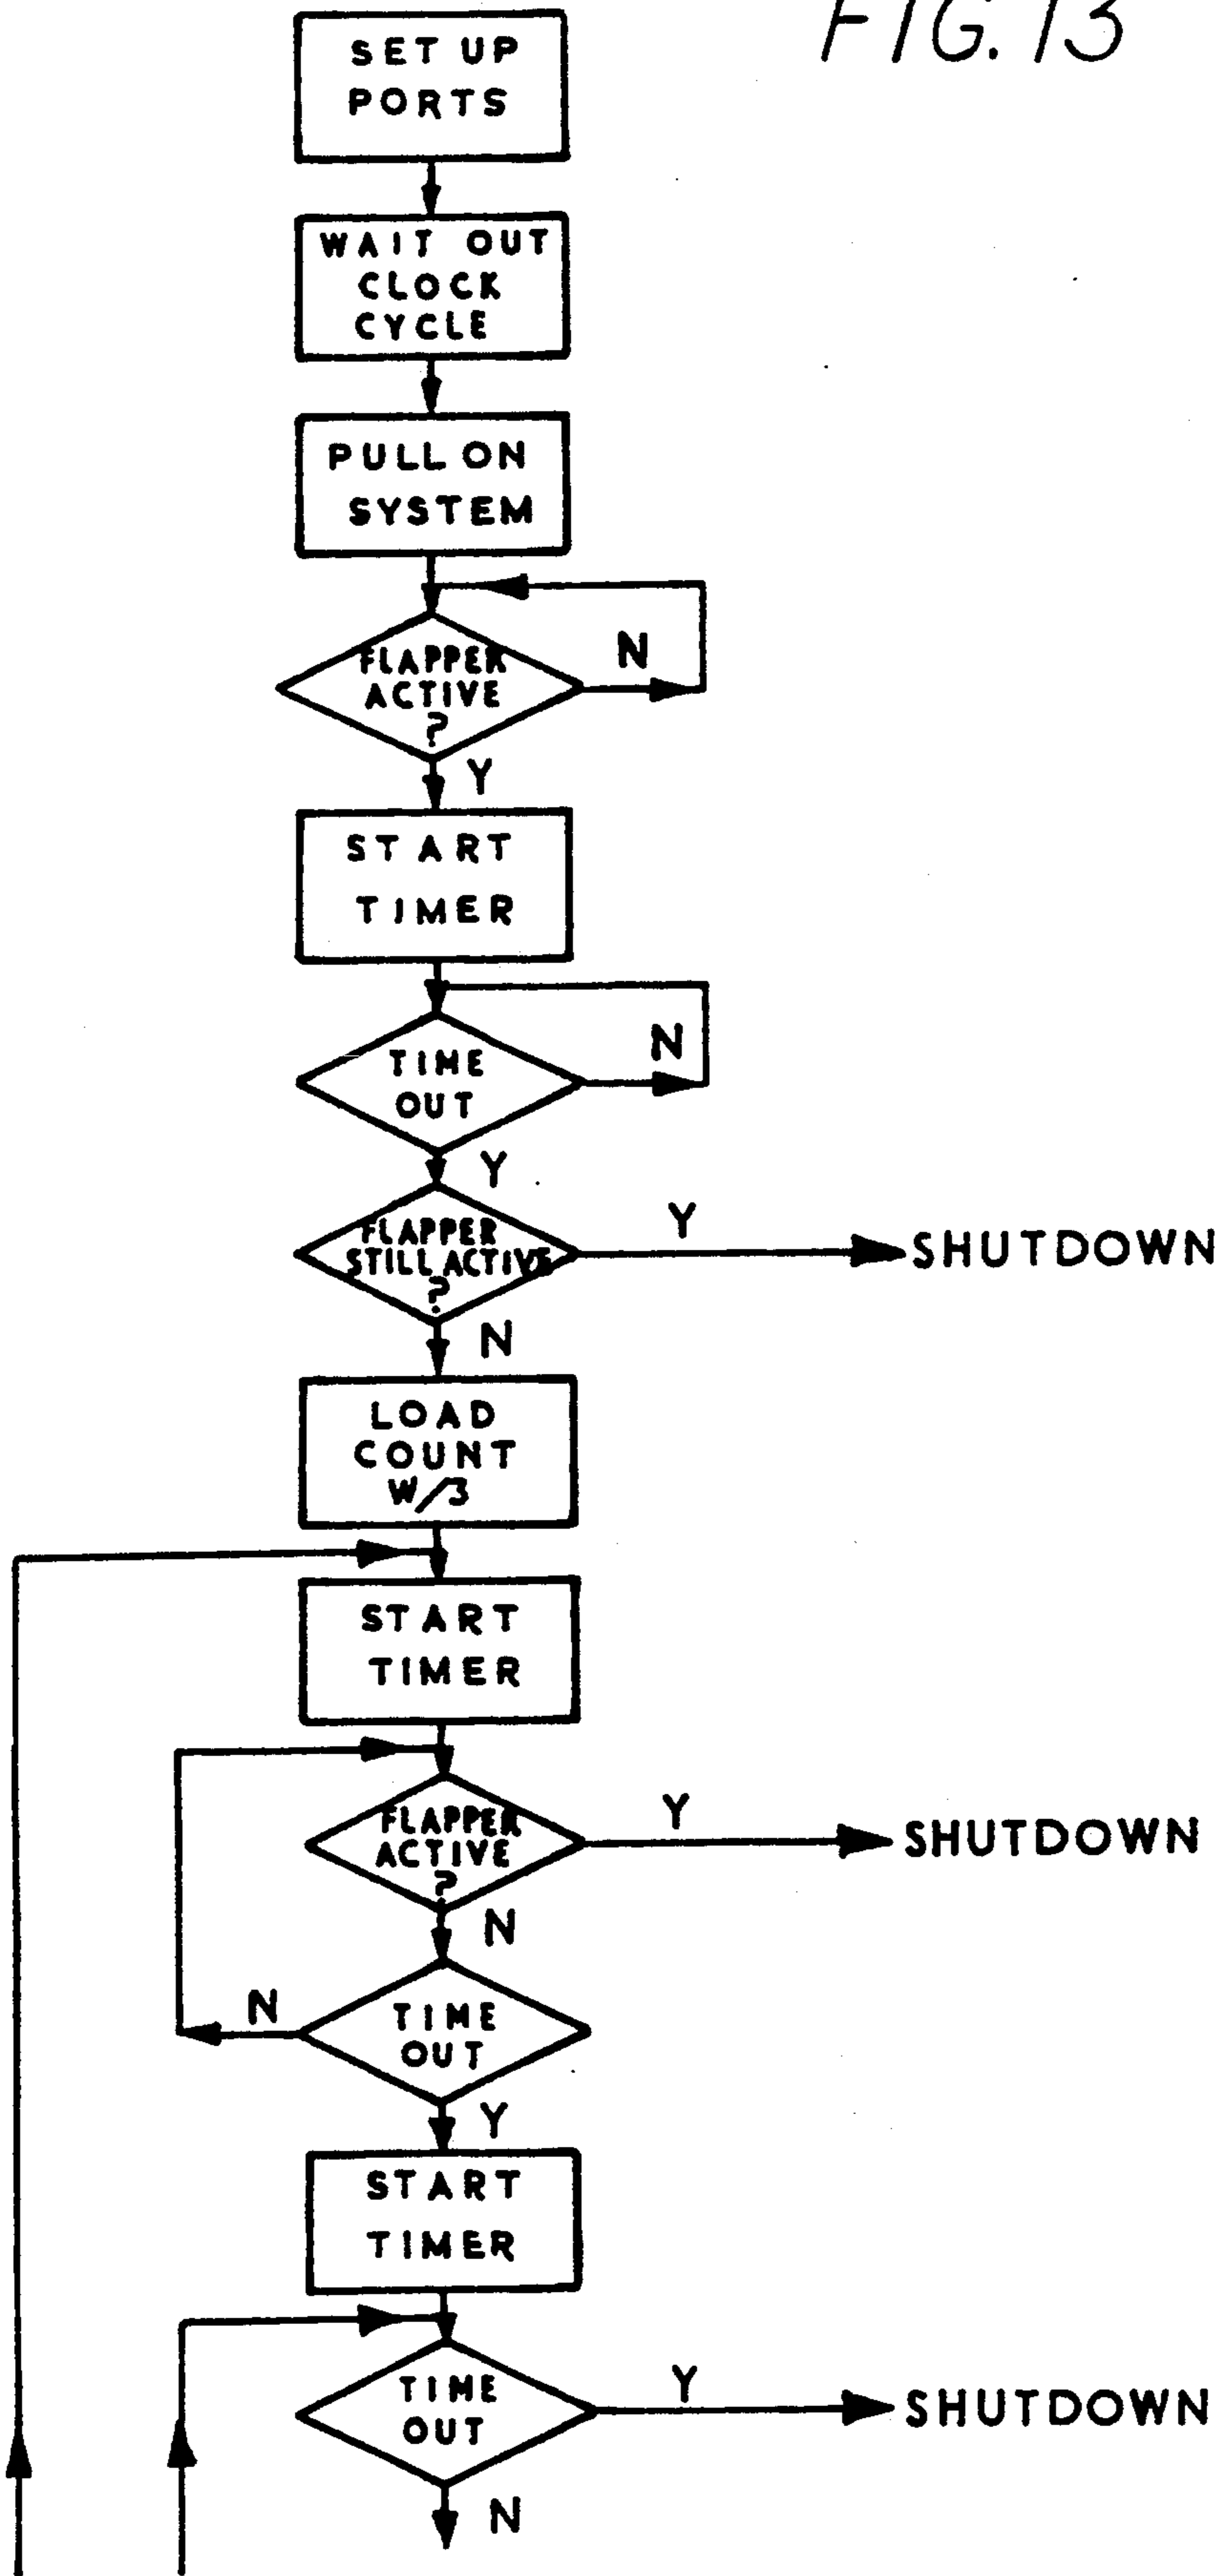 FIG. 13
SET UP
PORTS
WAIT OUT
CLOCK
CYCLE
PULL ON
SYSTEM
FLAPPER
ACTIVE
?
N
Y
START
TIMER
TIME
OUT
N
Y
FLAPPER
STILL ACTIVE
?
Y
SHUTDOWN
N
LOAD
COUNT
W/3
START
TIMER
FLAPPER
ACTIVE
?
Y
SHUTDOWN
N
TIME
OUT
N
Y
START
TIMER
TIME
OUT
Y
SHUTDOWN
N